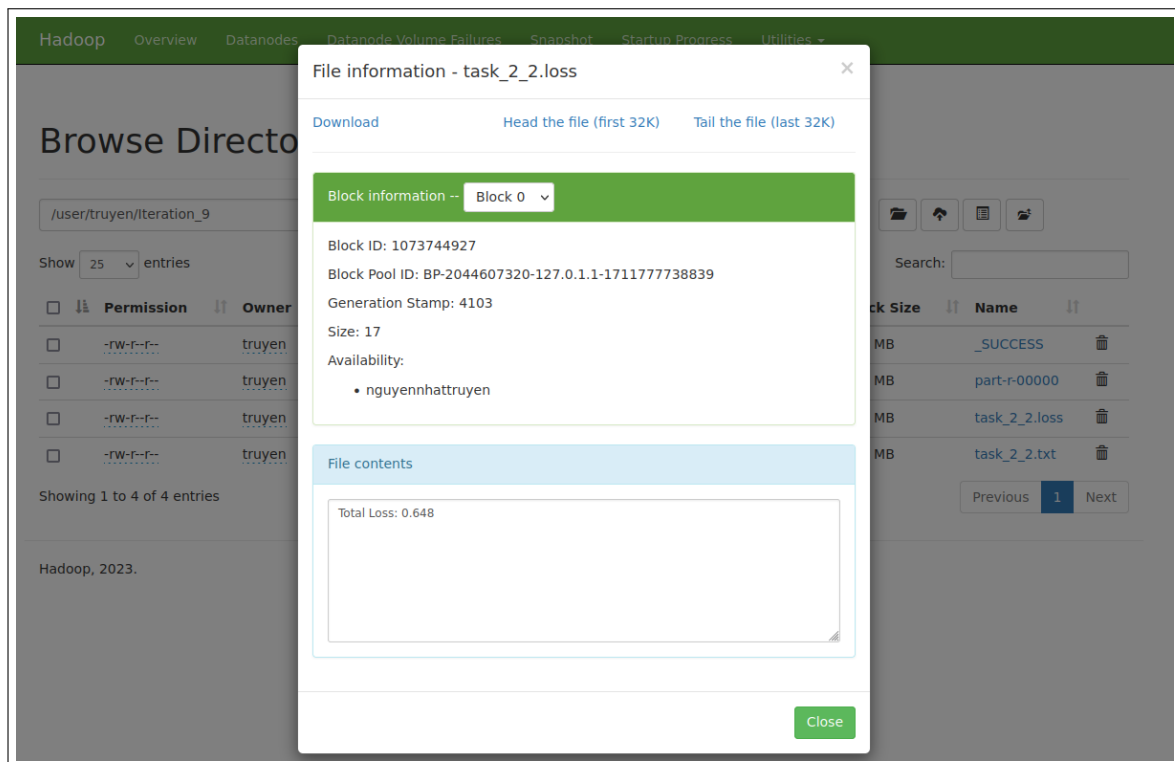 Hadoop Overview Datanodes Datanode Volume Failures Snapshot Startup Progress Utilities
File information - task_2_2.loss ×
Download Head the file (first 32K) Tail the file (last 32K)
Browse Directo
Block information -- Block 0
/user/truyen/Iteration_9
Block ID: 1073744927
Show 25 entries Search:
Block Pool ID: BP-2044607320-127.0.1.1-1711777738839
Permission Owner ck Size Name
Generation Stamp: 4103
Size: 17
-rw-r--r-- truyen MB _SUCCESS
Availability:
-rw-r--r-- truyen MB part-r-00000
• nguyennhattruyen
-rw-r--r-- truyen MB task_2_2.loss
-rw-r--r-- truyen MB task_2_2.txt
File contents
Showing 1 to 4 of 4 entries Previous 1 Next
Total Loss: 0.648
Hadoop, 2023.
Close